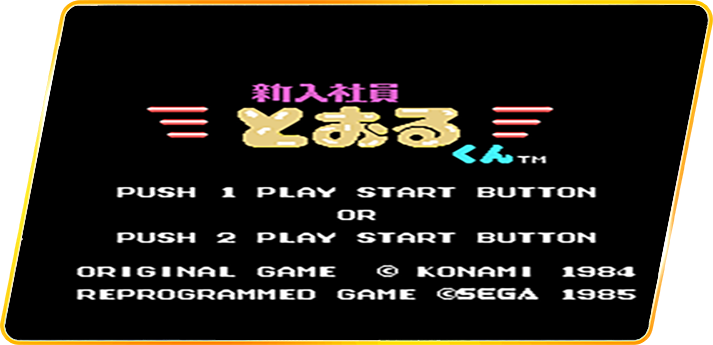 新入社員
とおる
くん™
PUSH 1 PLAY START BUTTON
OR
PUSH 2 PLAY START BUTTON
ORIGINAL GAME © KONAMI 1984
REPROGRAMMED GAME ©SEGA 1985